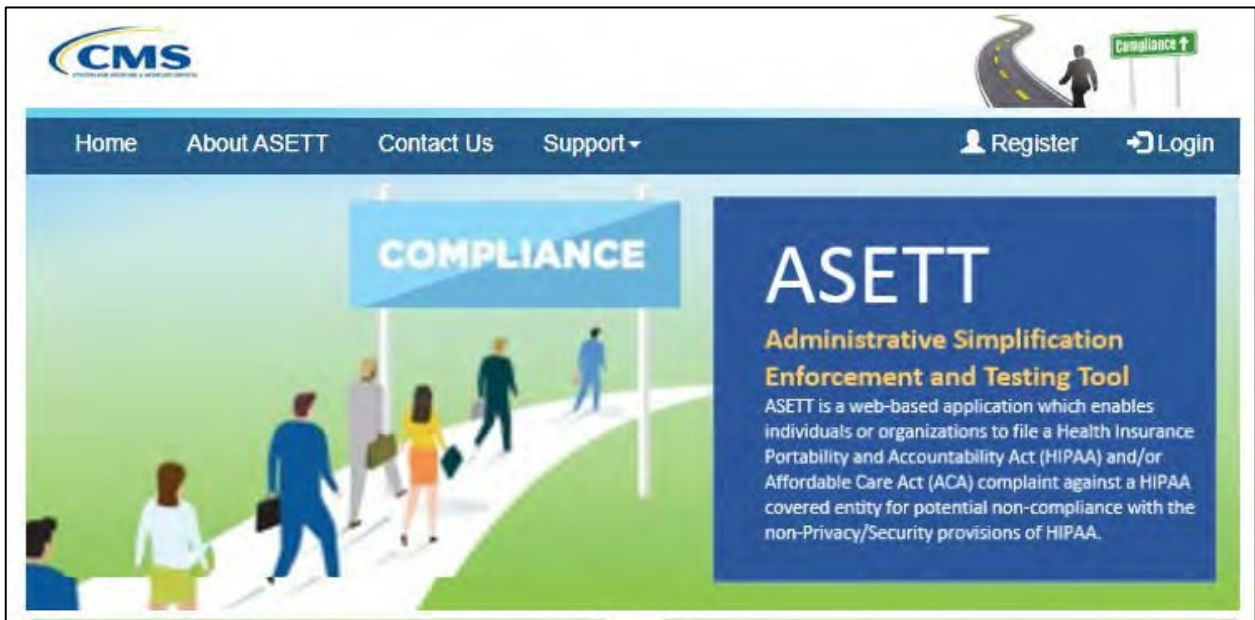 CMS
Compliance ↑
Home About ASETT Contact Us Support Register Login
COMPLIANCE
ASETT
Administrative Simplification
Enforcement and Testing Tool
ASETT is a web-based application which enables
individuals or organizations to file a Health Insurance
Portability and Accountability Act (HIPAA) and/or
Affordable Care Act (ACA) complaint against a HIPAA
covered entity for potential non-compliance with the
non-Privacy/Security provisions of HIPAA.